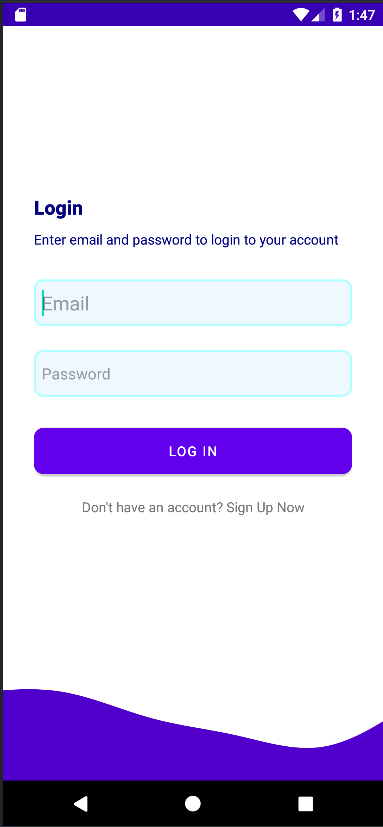 1:47
Login
Enter email and password to login to your account
Email
Password
LOG IN
Don't have an account? Sign Up Now